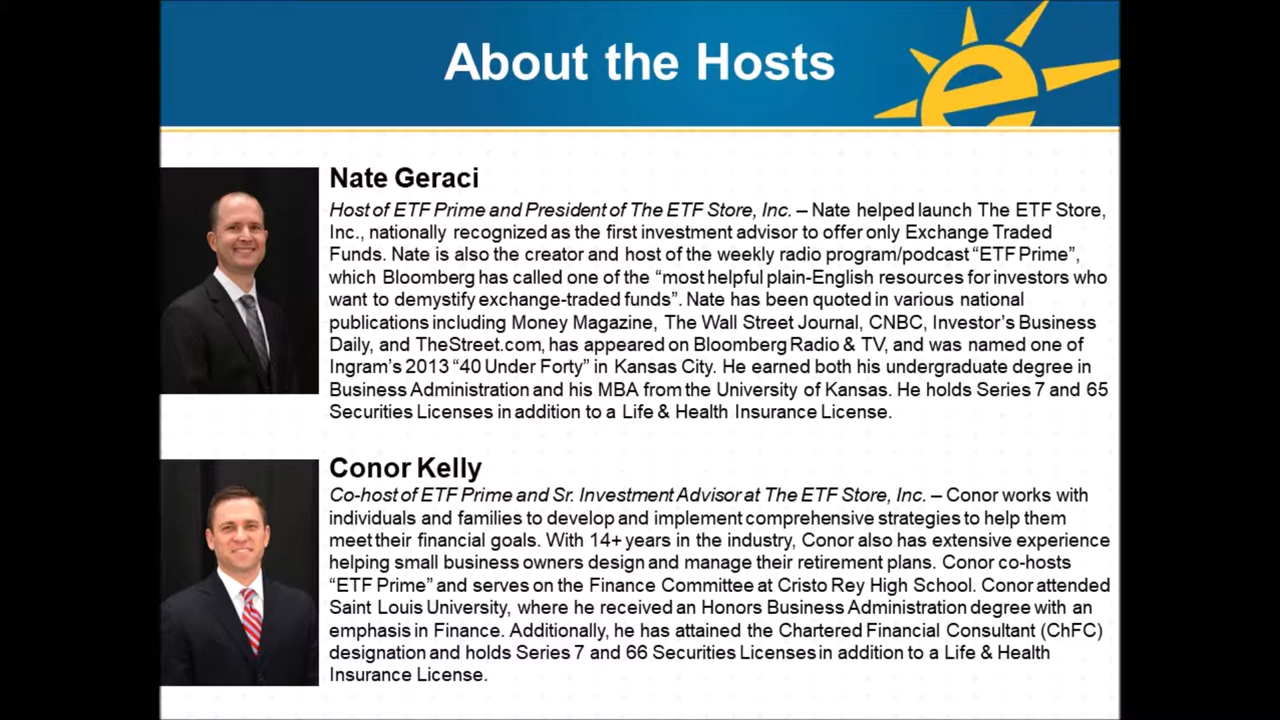 About the Hosts
e
Nate Geraci
Host of ETF Prime and President of The ETF Store, Inc. – Nate helped launch The ETF Store,
Inc., nationally recognized as the first investment advisor to offer only Exchange Traded
Funds. Nate is also the creator and host of the weekly radio program/podcast “ETF Prime”,
which Bloomberg has called one of the “most helpful plain-English resources for investors who
want to demystify exchange-traded funds”. Nate has been quoted in various national
publications including Money Magazine, The Wall Street Journal, CNBC, Investor’s Business
Daily, and TheStreet.com, has appeared on Bloomberg Radio & TV, and was named one of
Ingram’s 2013 “40 Under Forty” in Kansas City. He earned both his undergraduate degree in
Business Administration and his MBA from the University of Kansas. He holds Series 7 and 65
Securities Licenses in addition to a Life & Health Insurance License.
Conor Kelly
Co-host of ETF Prime and Sr. Investment Advisor at The ETF Store, Inc. – Conor works with
individuals and families to develop and implement comprehensive strategies to help them
meet their financial goals. With 14+ years in the industry, Conor also has extensive experience
helping small business owners design and manage their retirement plans. Conor co-hosts
“ETF Prime” and serves on the Finance Committee at Cristo Rey High School. Conor attended
Saint Louis University, where he received an Honors Business Administration degree with an
emphasis in Finance. Additionally, he has attained the Chartered Financial Consultant (ChFC)
designation and holds Series 7 and 66 Securities Licenses in addition to a Life & Health
Insurance License.